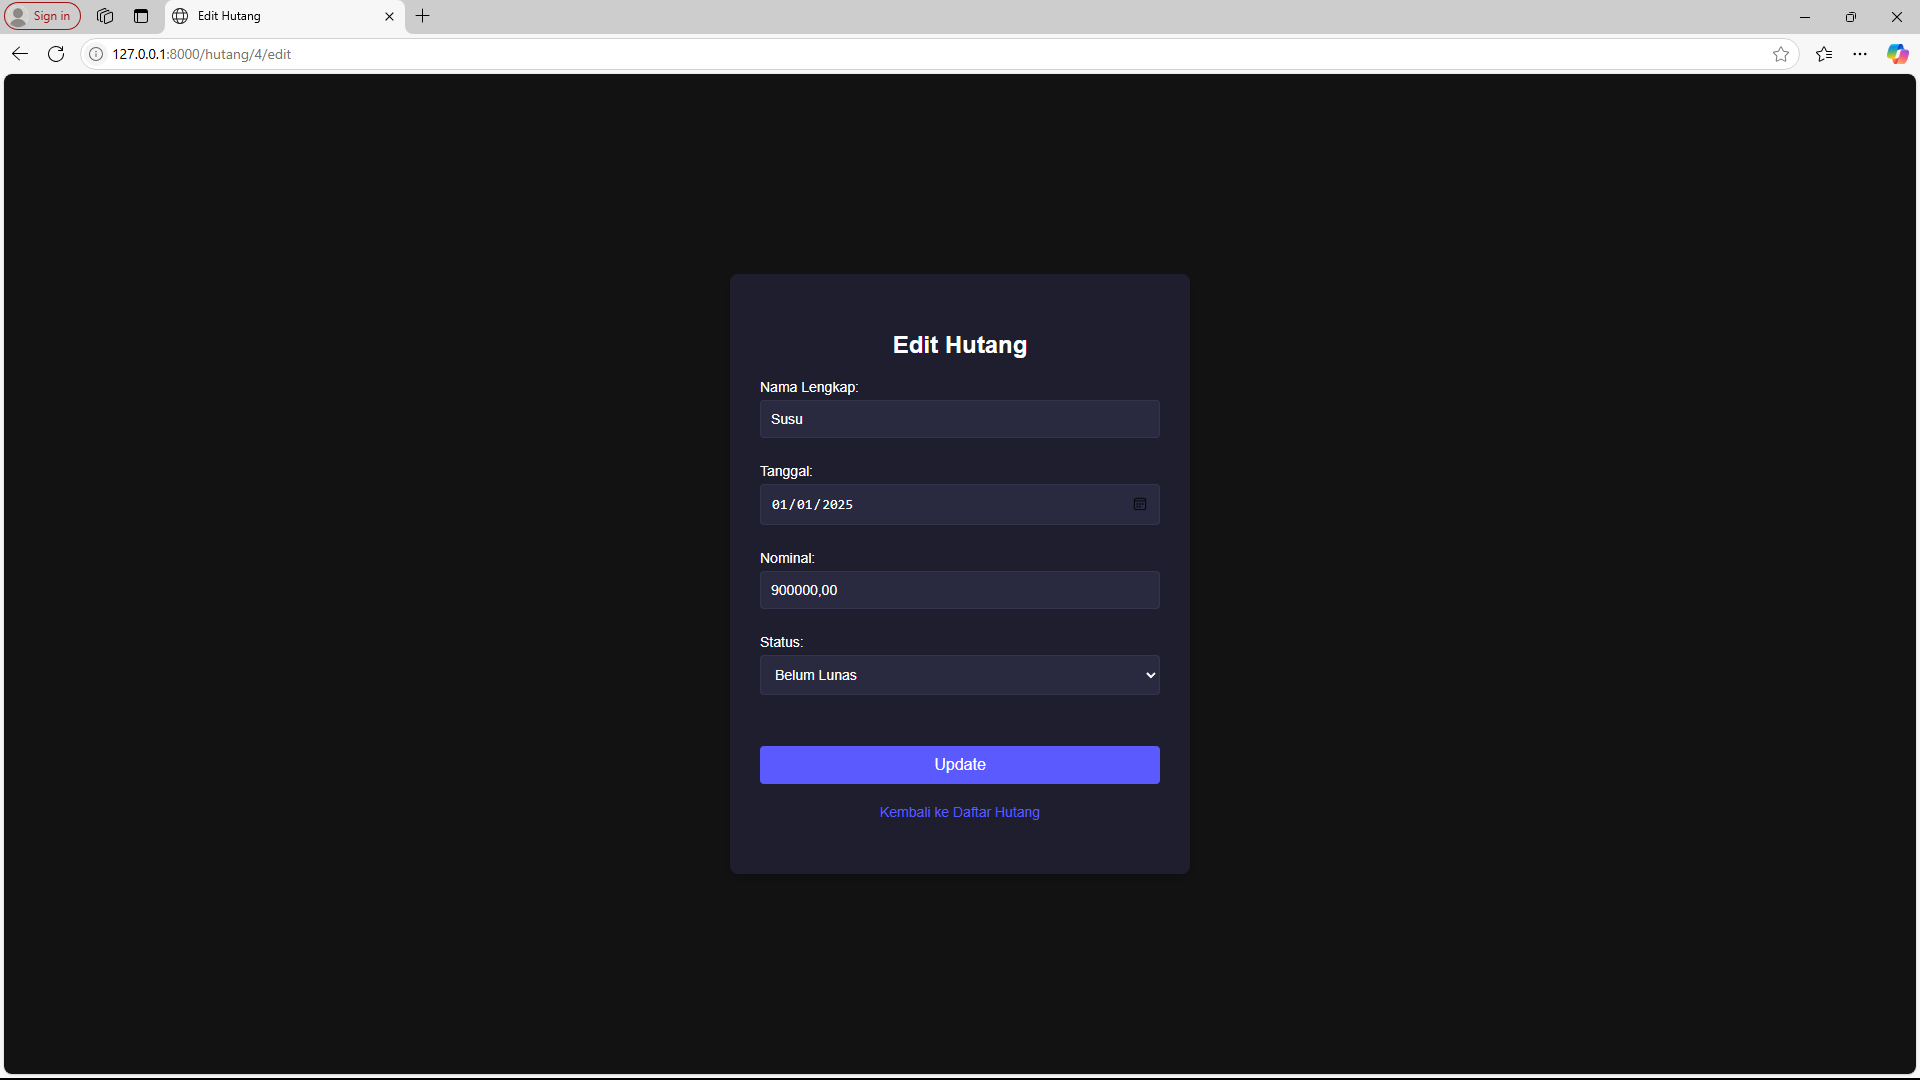 Sign in
Edit Hutang
127.0.0.1:8000/hutang/4/edit
Edit Hutang
Nama Lengkap:
Susu
Tanggal:
01/01/2025
Nominal:
900000,00
Status:
Belum Lunas
Update
Kembali ke Daftar Hutang